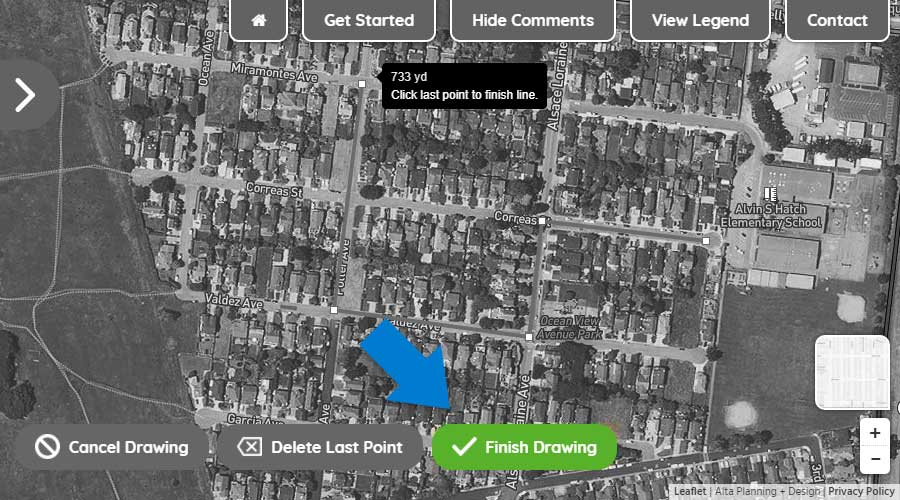 Get Started
Hide Comments
View Legend
Contact
Ocean Ave
Miramontes Ave
733 yd
Click last point to finish line.
Alsace Loraine
Correas St
Correas
Alvin S Hatch
Elementary School
Potter Ave
Valdez Ave
Valdez Ave
Ocean View
Avenue Park
Garcia Ave
Ave
aine Ave
Cancel Drawing
Delete Last Point
Finish Drawing
3rd
+
−
Leaflet | Alta Planning + Design | Privacy Policy